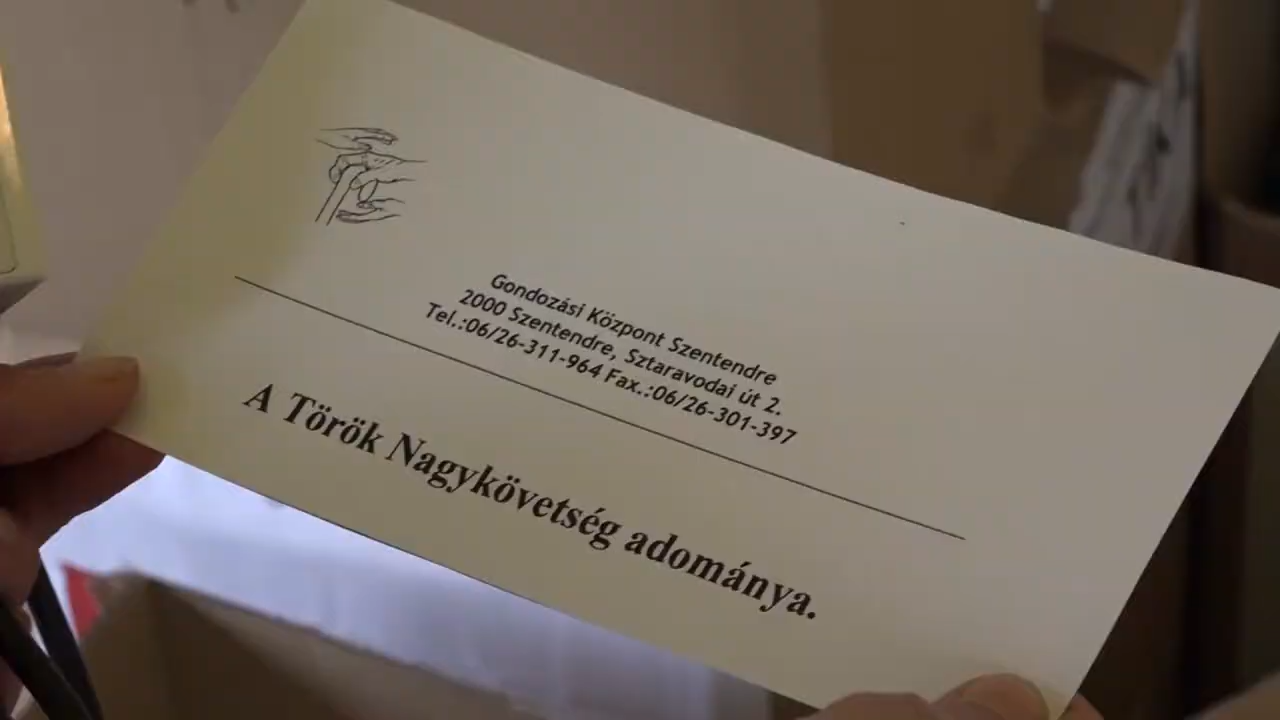 Gondozási Központ Szentendre
2000 Szentendre, Sztaravodai út 2.
Tel.:06/26-311-964 Fax.:06/26-301-397
A Török Nagykövetség adománya.